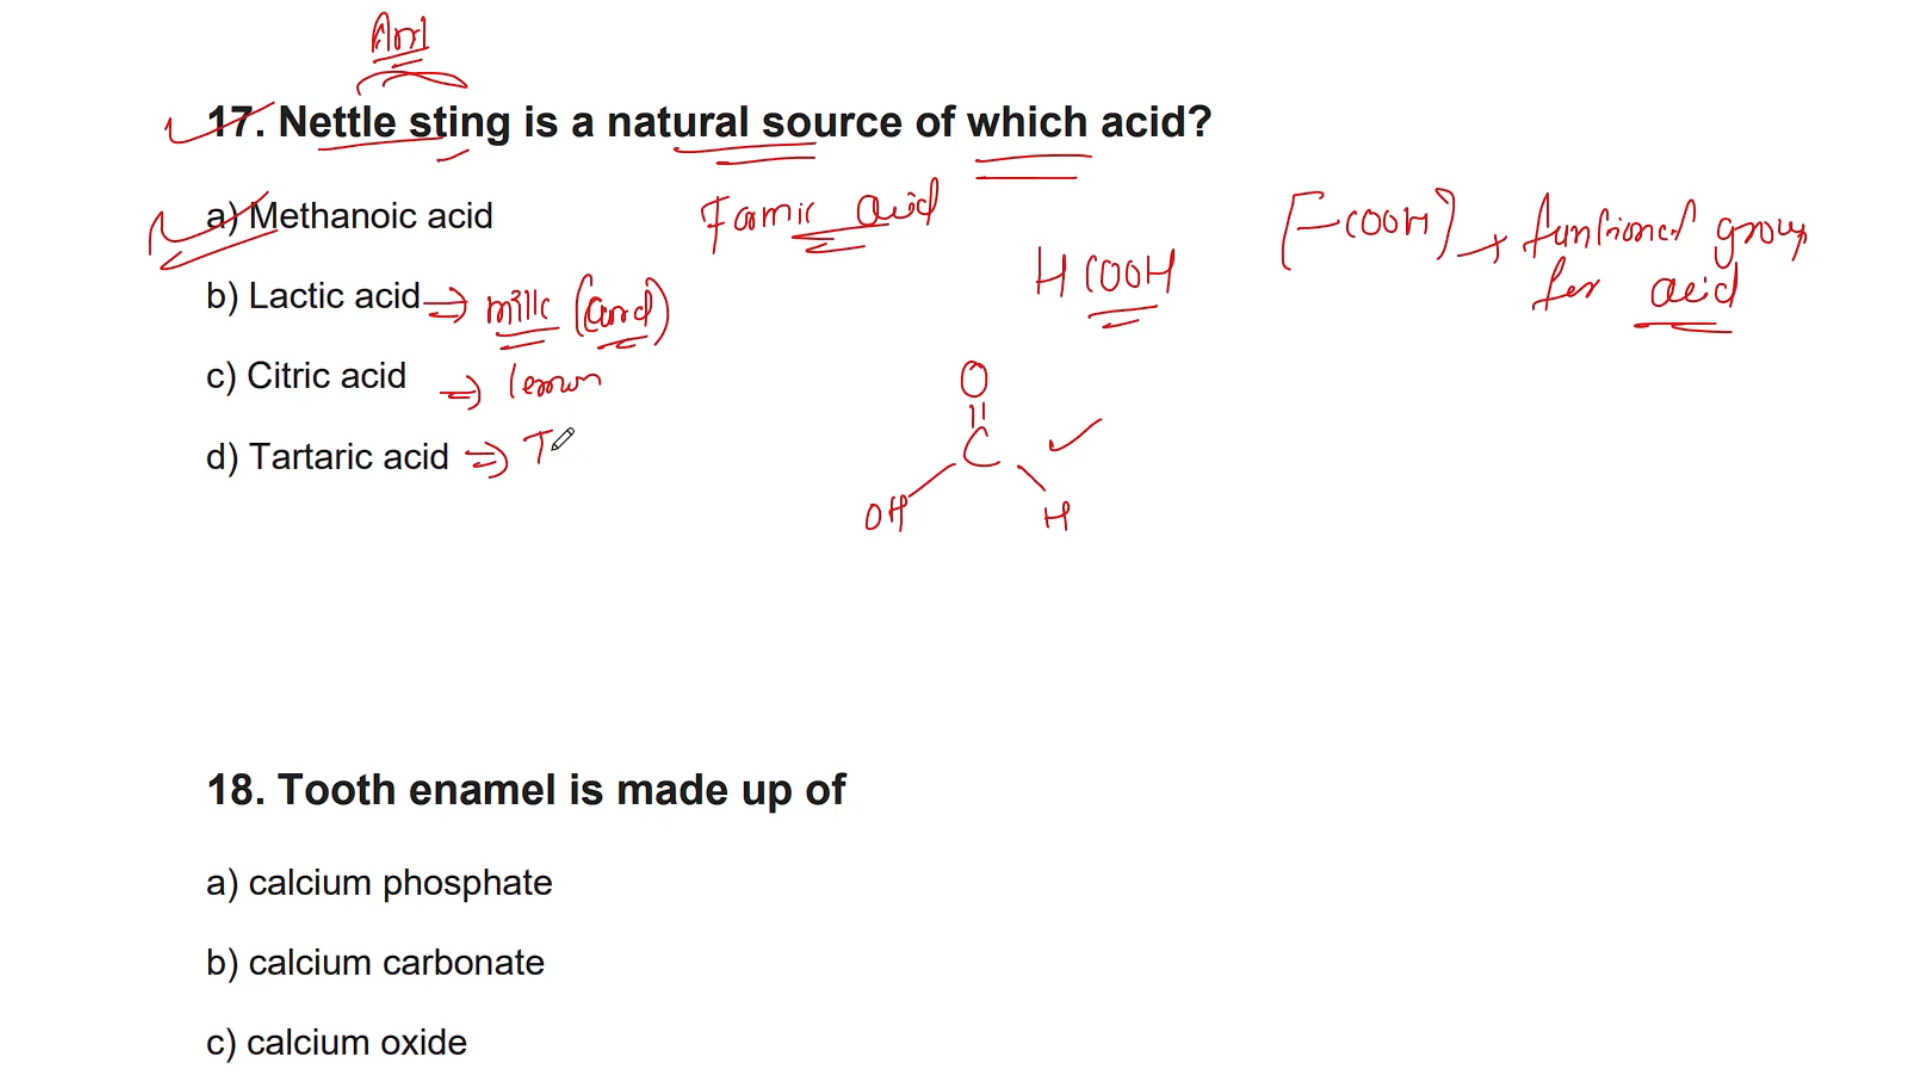 17. Nettle sting is a natural source of which acid?
a) Methanoic acid
Formic acid
HCOOH
[-COOH] → functional group
for acid
b) Lactic acid ⇒ milk (curd)
c) Citric acid ⇒ lemon
d) Tartaric acid ⇒ T
O
C
OH
H
18. Tooth enamel is made up of
a) calcium phosphate
b) calcium carbonate
c) calcium oxide